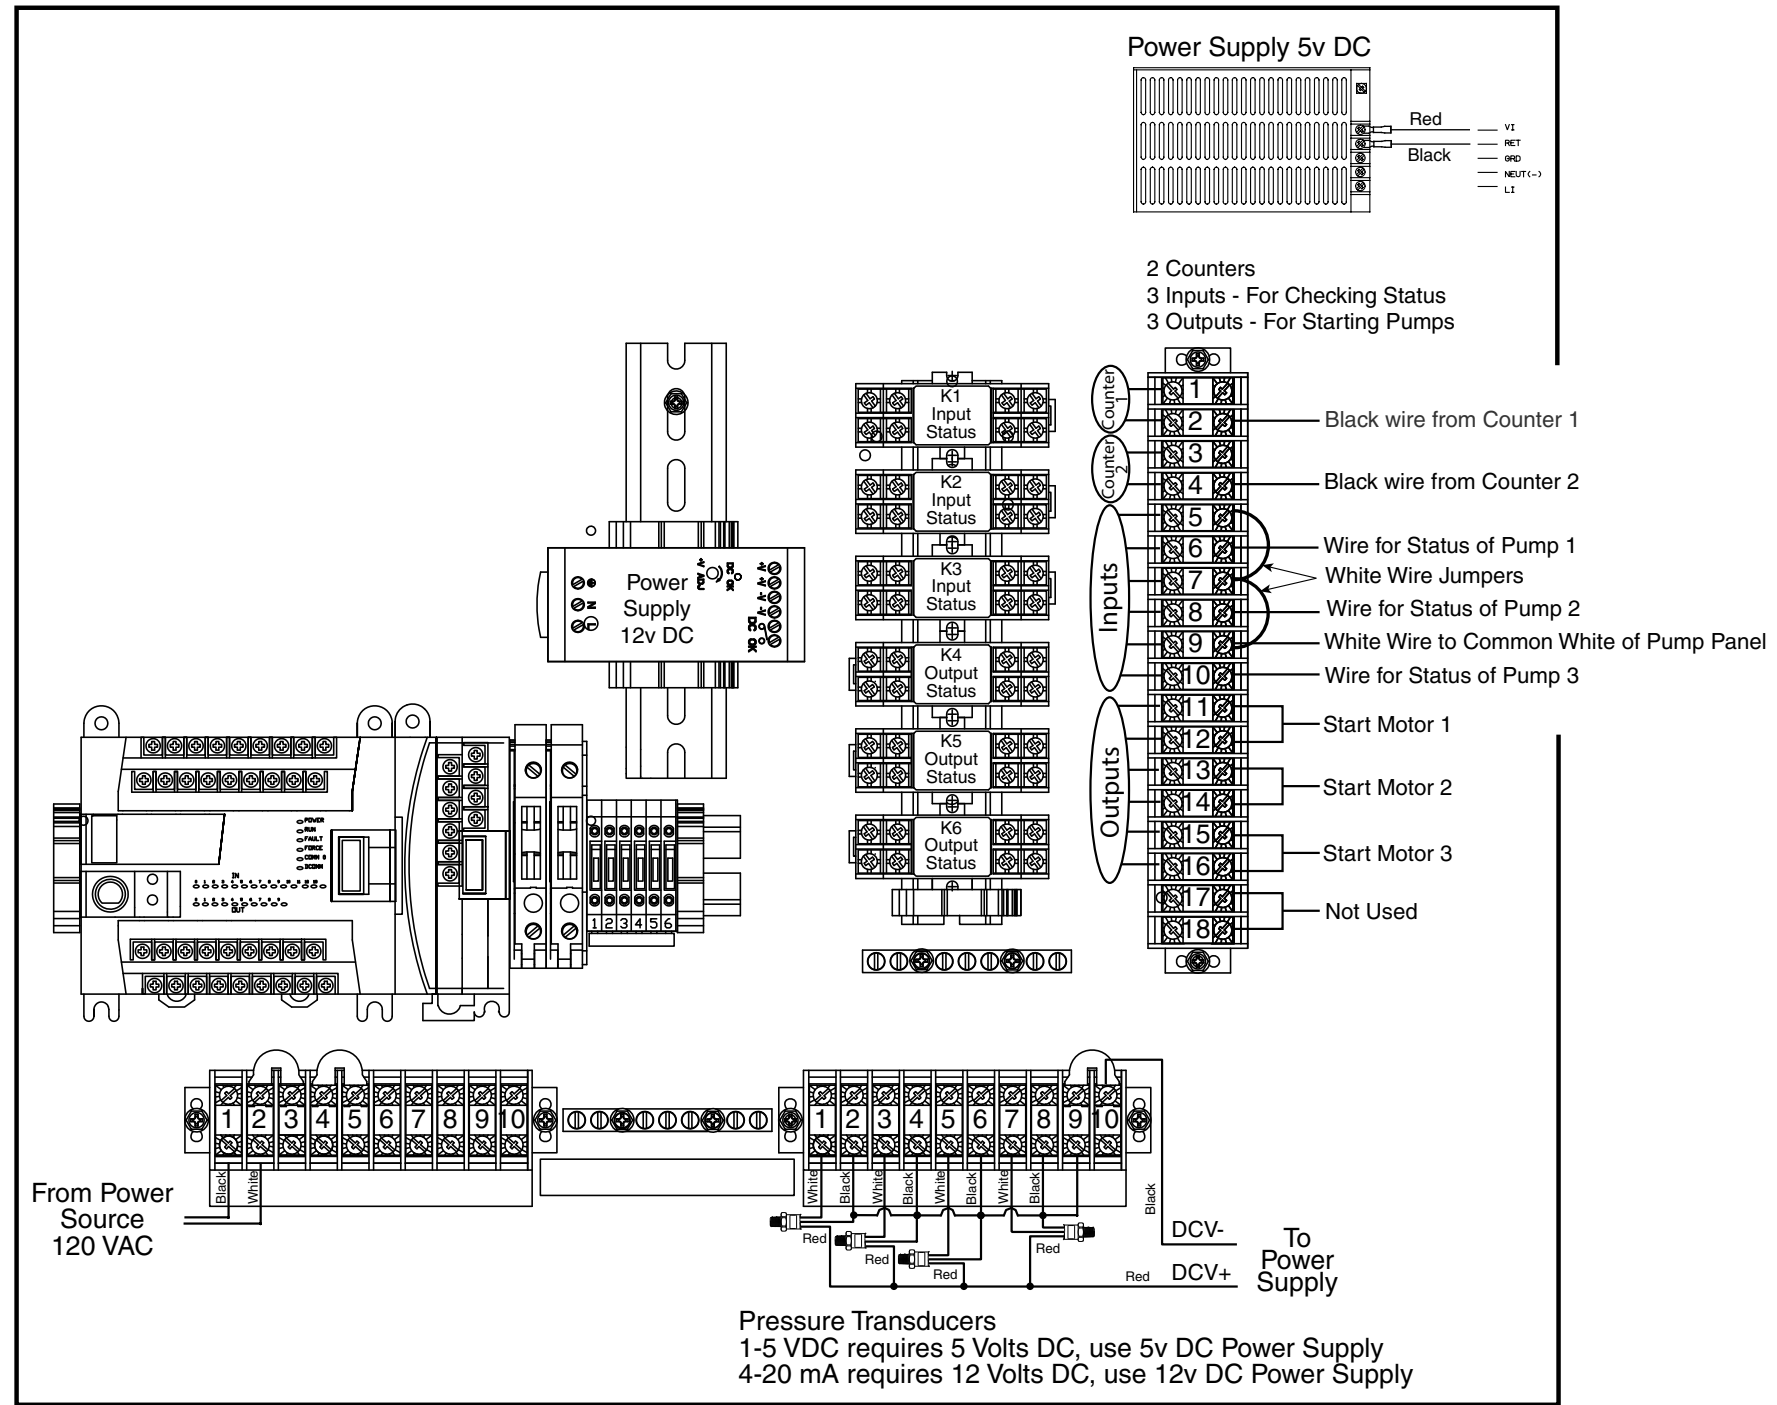 Power Supply 5v DC
Red
Black
VI
RET
GRD
NEUT(-)
LI
2 Counters
3 Inputs - For Checking Status
3 Outputs - For Starting Pumps
Counter 1
Counter 2
Inputs
Outputs
1
2
3
4
5
6
7
8
9
10
11
12
13
14
15
16
17
18
Black wire from Counter 1
Black wire from Counter 2
Wire for Status of Pump 1
White Wire Jumpers
Wire for Status of Pump 2
White Wire to Common White of Pump Panel
Wire for Status of Pump 3
Start Motor 1
Start Motor 2
Start Motor 3
Not Used
K1
Input
Status
K2
Input
Status
K3
Input
Status
K4
Output
Status
K5
Output
Status
K6
Output
Status
Power
Supply
12v DC
N
L
+V ADJ
DC OK
+V
+V
-V
-V
DC OK
POWER
RUN
FAULT
FORCE
COMM 0
DCOMM
IN
OUT
1 2 3 4 5 6
1 2 3 4 5 6 7 8 9 10
Black
White
From Power
Source
120 VAC
1 2 3 4 5 6 7 8 9 10
White
Black
White
Black
White
Black
White
Black
Black
Red
Red
Red
Red
Red
DCV-
DCV+
To
Power
Supply
Pressure Transducers
1-5 VDC requires 5 Volts DC, use 5v DC Power Supply
4-20 mA requires 12 Volts DC, use 12v DC Power Supply